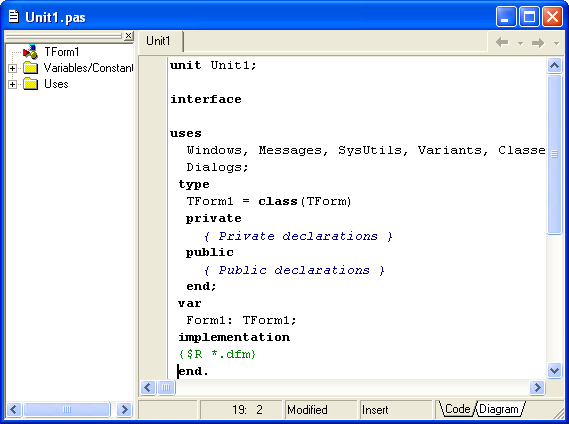 Unit1.pas
TForm1
Variables/Constant
Uses
Unit1
unit Unit1;
interface
uses
Windows, Messages, SysUtils, Variants, Classe
Dialogs;
type
TForm1 = class(TForm)
private
{ Private declarations }
public
{ Public declarations }
end;
var
Form1: TForm1;
implementation
{$R *.dfm}
end.
19: 2 Modified Insert Code Diagram